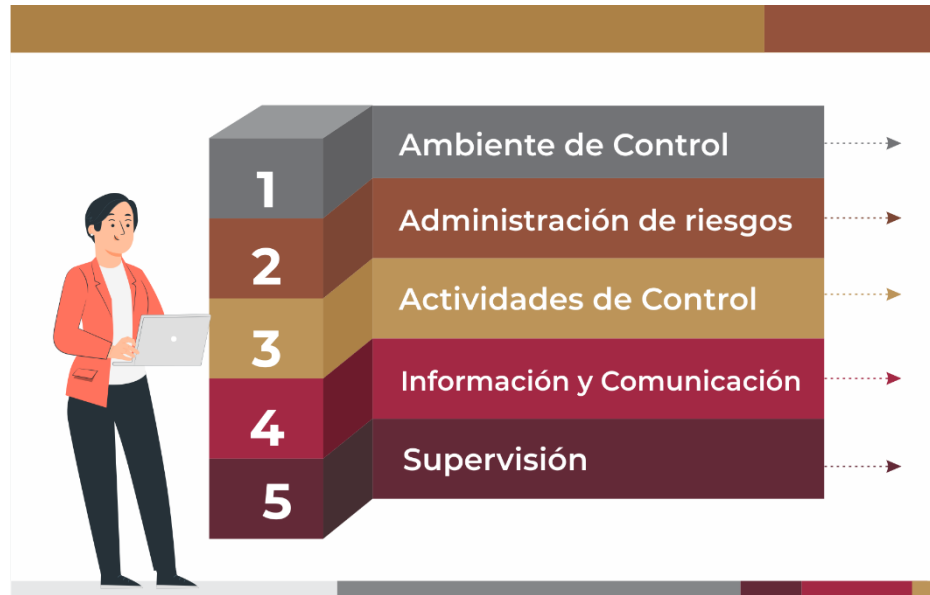 1 Ambiente de Control
2 Administración de riesgos
3 Actividades de Control
4 Información y Comunicación
5 Supervisión